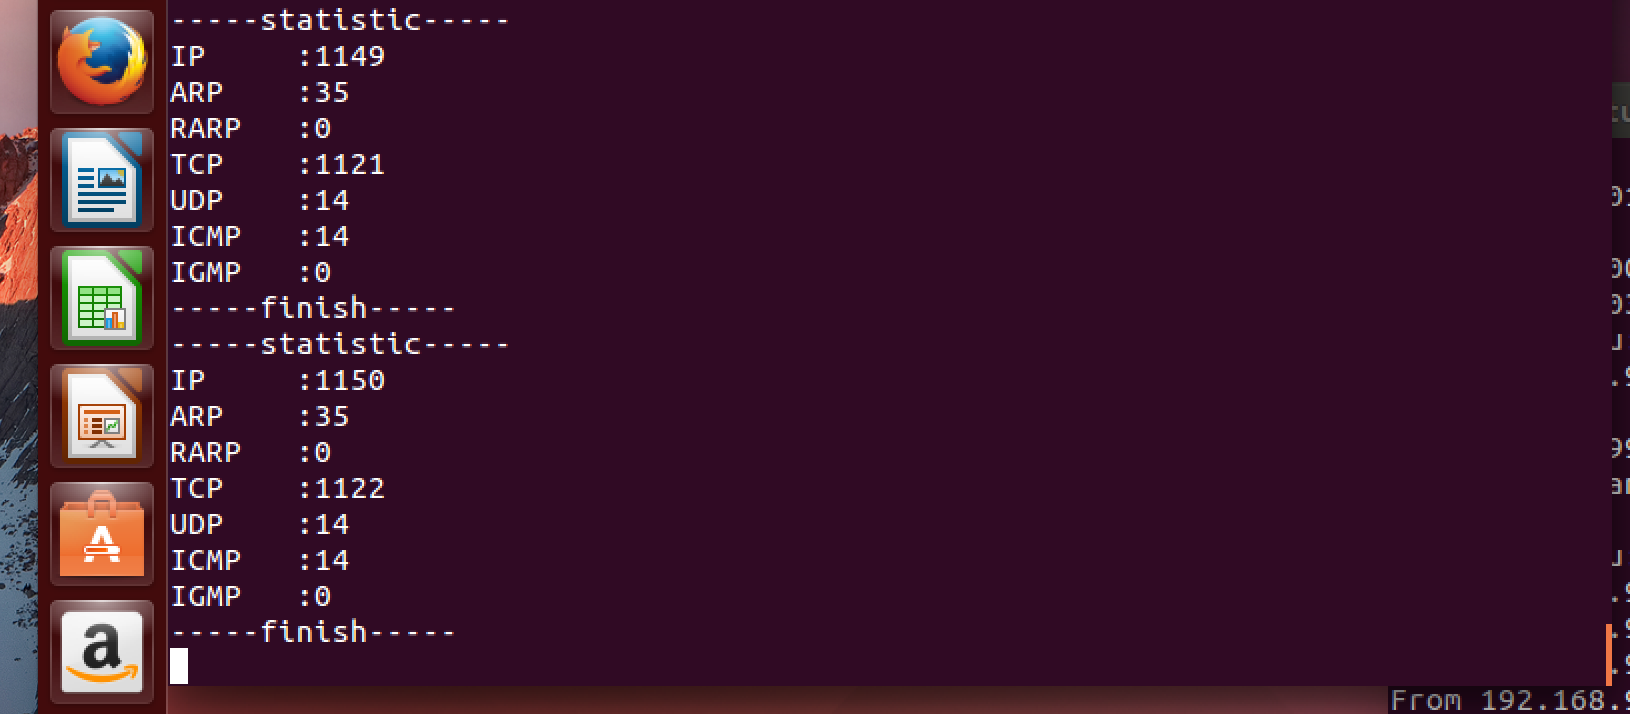 -----statistic-----
IP :1149
ARP :35
RARP :0
TCP :1121
UDP :14
ICMP :14
IGMP :0
-----finish-----
-----statistic-----
IP :1150
ARP :35
RARP :0
TCP :1122
UDP :14
ICMP :14
IGMP :0
-----finish-----
From 192.168.